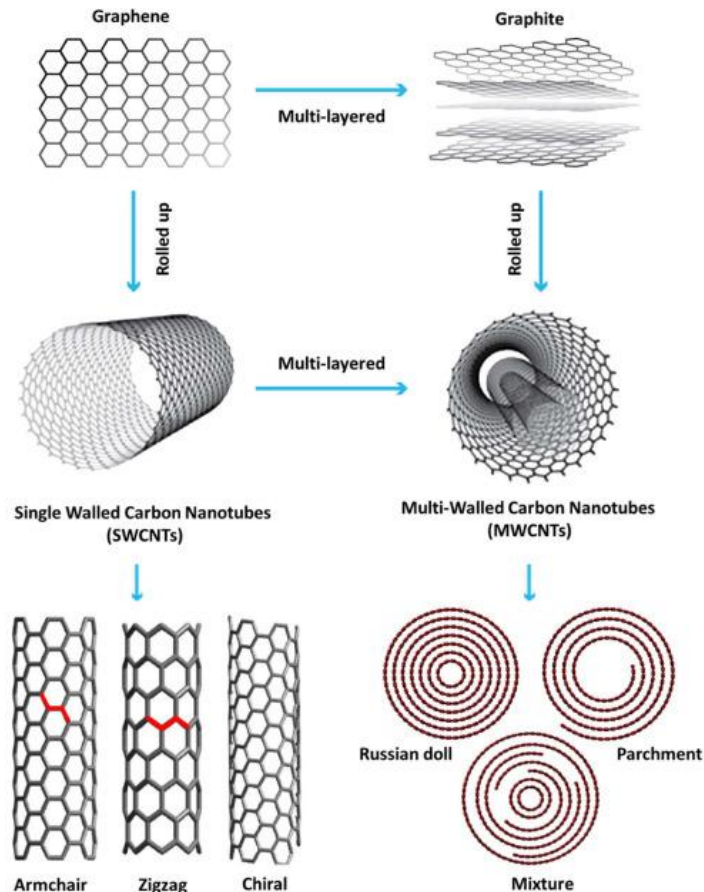 Graphene
Graphite
Multi-layered
Rolled up
Rolled up
Multi-layered
Single Walled Carbon Nanotubes
(SWCNTs)
Multi-Walled Carbon Nanotubes
(MWCNTs)
Russian doll
Parchment
Armchair
Zigzag
Chiral
Mixture